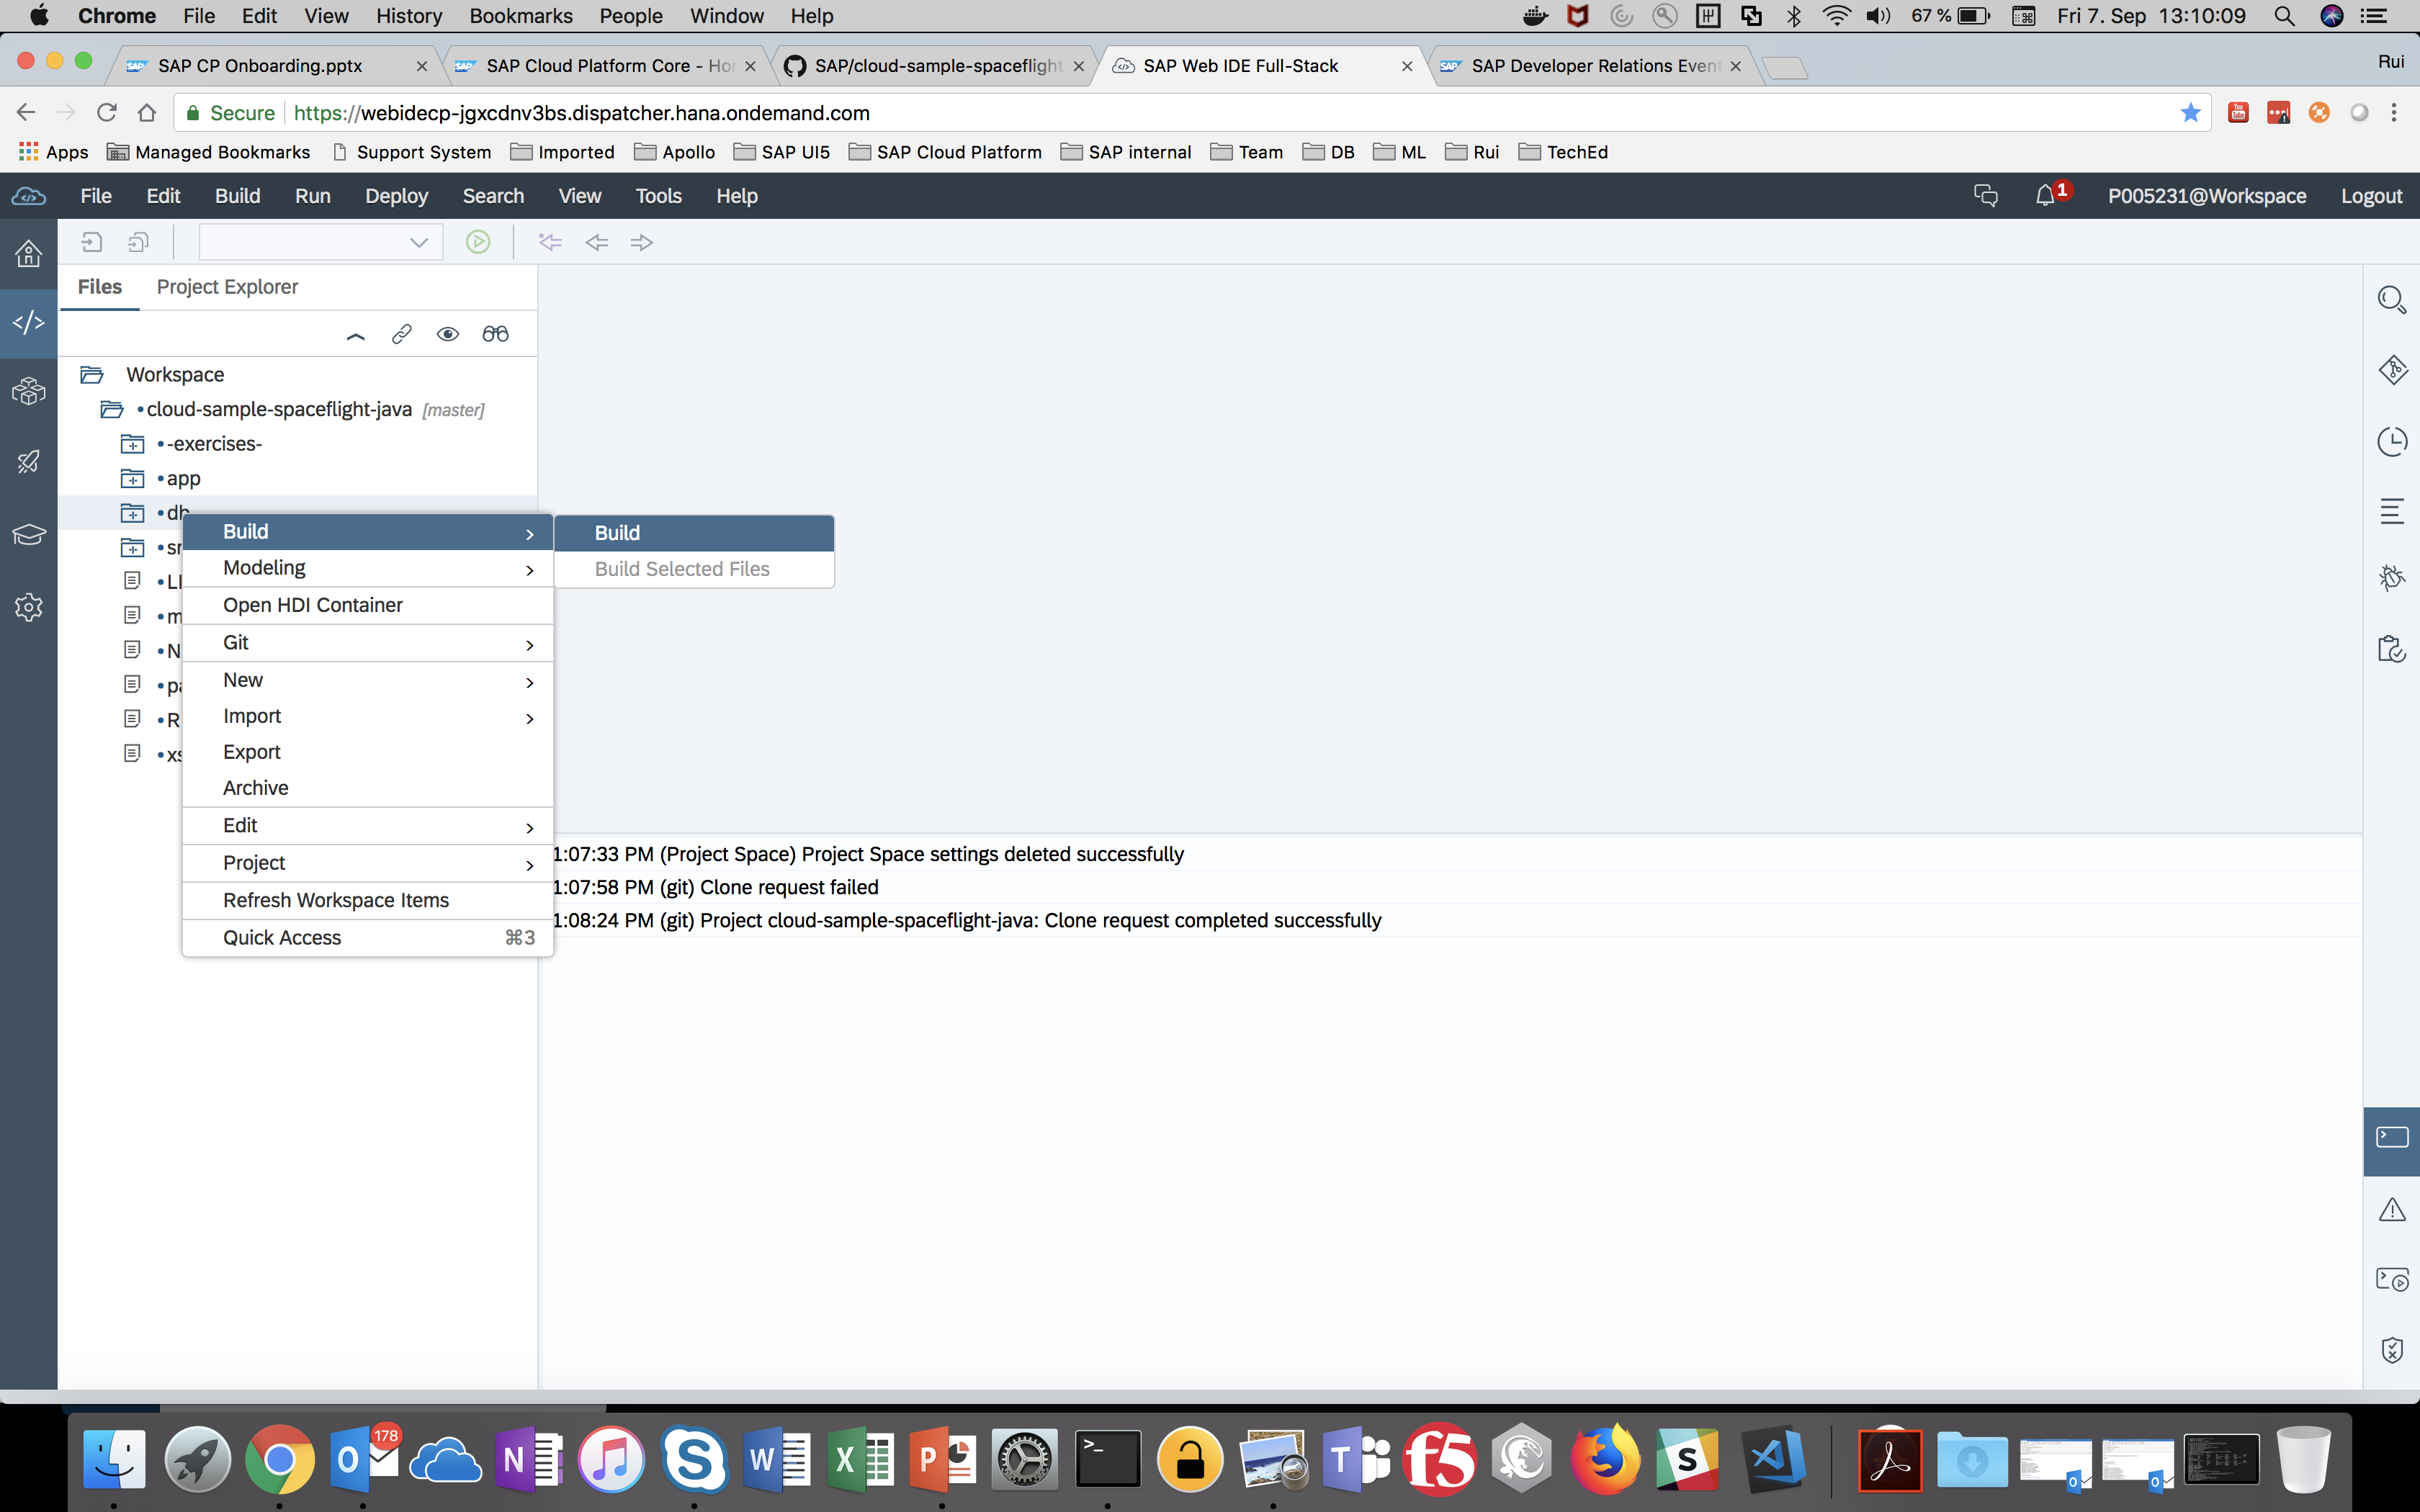 Chrome File Edit View History Bookmarks People Window Help 67 % Fri 7. Sep 13:10:09
SAP CP Onboarding.pptx SAP Cloud Platform Core - Hor SAP/cloud-sample-spaceflight SAP Web IDE Full-Stack SAP Developer Relations Event Rui
Secure https://webidecp-jgxcdnv3bs.dispatcher.hana.ondemand.com
Apps Managed Bookmarks Support System Imported Apollo SAP UI5 SAP Cloud Platform SAP internal Team DB ML Rui TechEd
File Edit Build Run Deploy Search View Tools Help 1 P005231@Workspace Logout
Files Project Explorer
Workspace
cloud-sample-spaceflight-java [master]
-exercises-
app
db
Build Build
Modeling Build Selected Files
Open HDI Container
Git
New
Import
Export
Archive
Edit
Project
Refresh Workspace Items
Quick Access ⌘3
1:07:33 PM (Project Space) Project Space settings deleted successfully
1:07:58 PM (git) Clone request failed
1:08:24 PM (git) Project cloud-sample-spaceflight-java: Clone request completed successfully
178